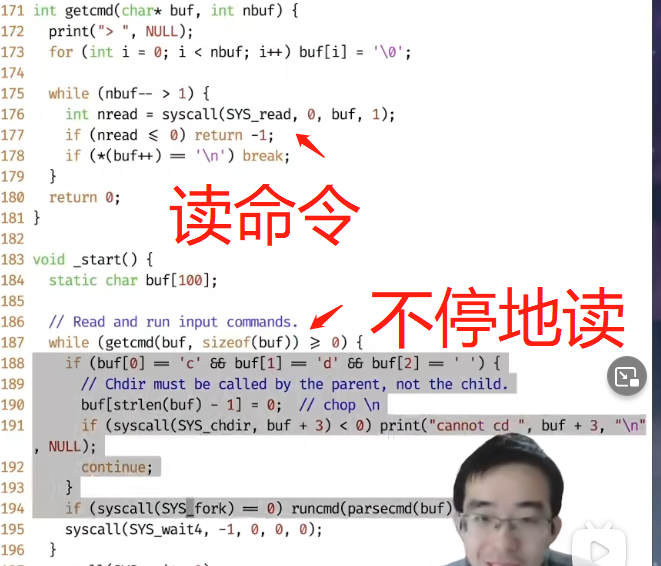 171 int getcmd(char* buf, int nbuf) {
172 print("> ", NULL);
173 for (int i = 0; i < nbuf; i++) buf[i] = '\0';
174
175 while (nbuf-- > 1) {
176 int nread = syscall(SYS_read, 0, buf, 1);
177 if (nread ≤ 0) return -1;
178 if (*(buf++) == '\n') break;
179 }
180 return 0;
181 }
读命令
182
183 void _start() {
184 static char buf[100];
185
不停地读
186 // Read and run input commands.
187 while (getcmd(buf, sizeof(buf)) ≥ 0) {
188 if (buf[0] == 'c' && buf[1] == 'd' && buf[2] == ' ') {
189 // Chdir must be called by the parent, not the child.
190 buf[strlen(buf) - 1] = 0; // chop \n
191 if (syscall(SYS_chdir, buf + 3) < 0) print("cannot cd ", buf + 3, "\n"
, NULL);
192 continue;
193 }
194 if (syscall(SYS_fork) == 0) runcmd(parsecmd(buf)
195 syscall(SYS_wait4, -1, 0, 0, 0);
196 }